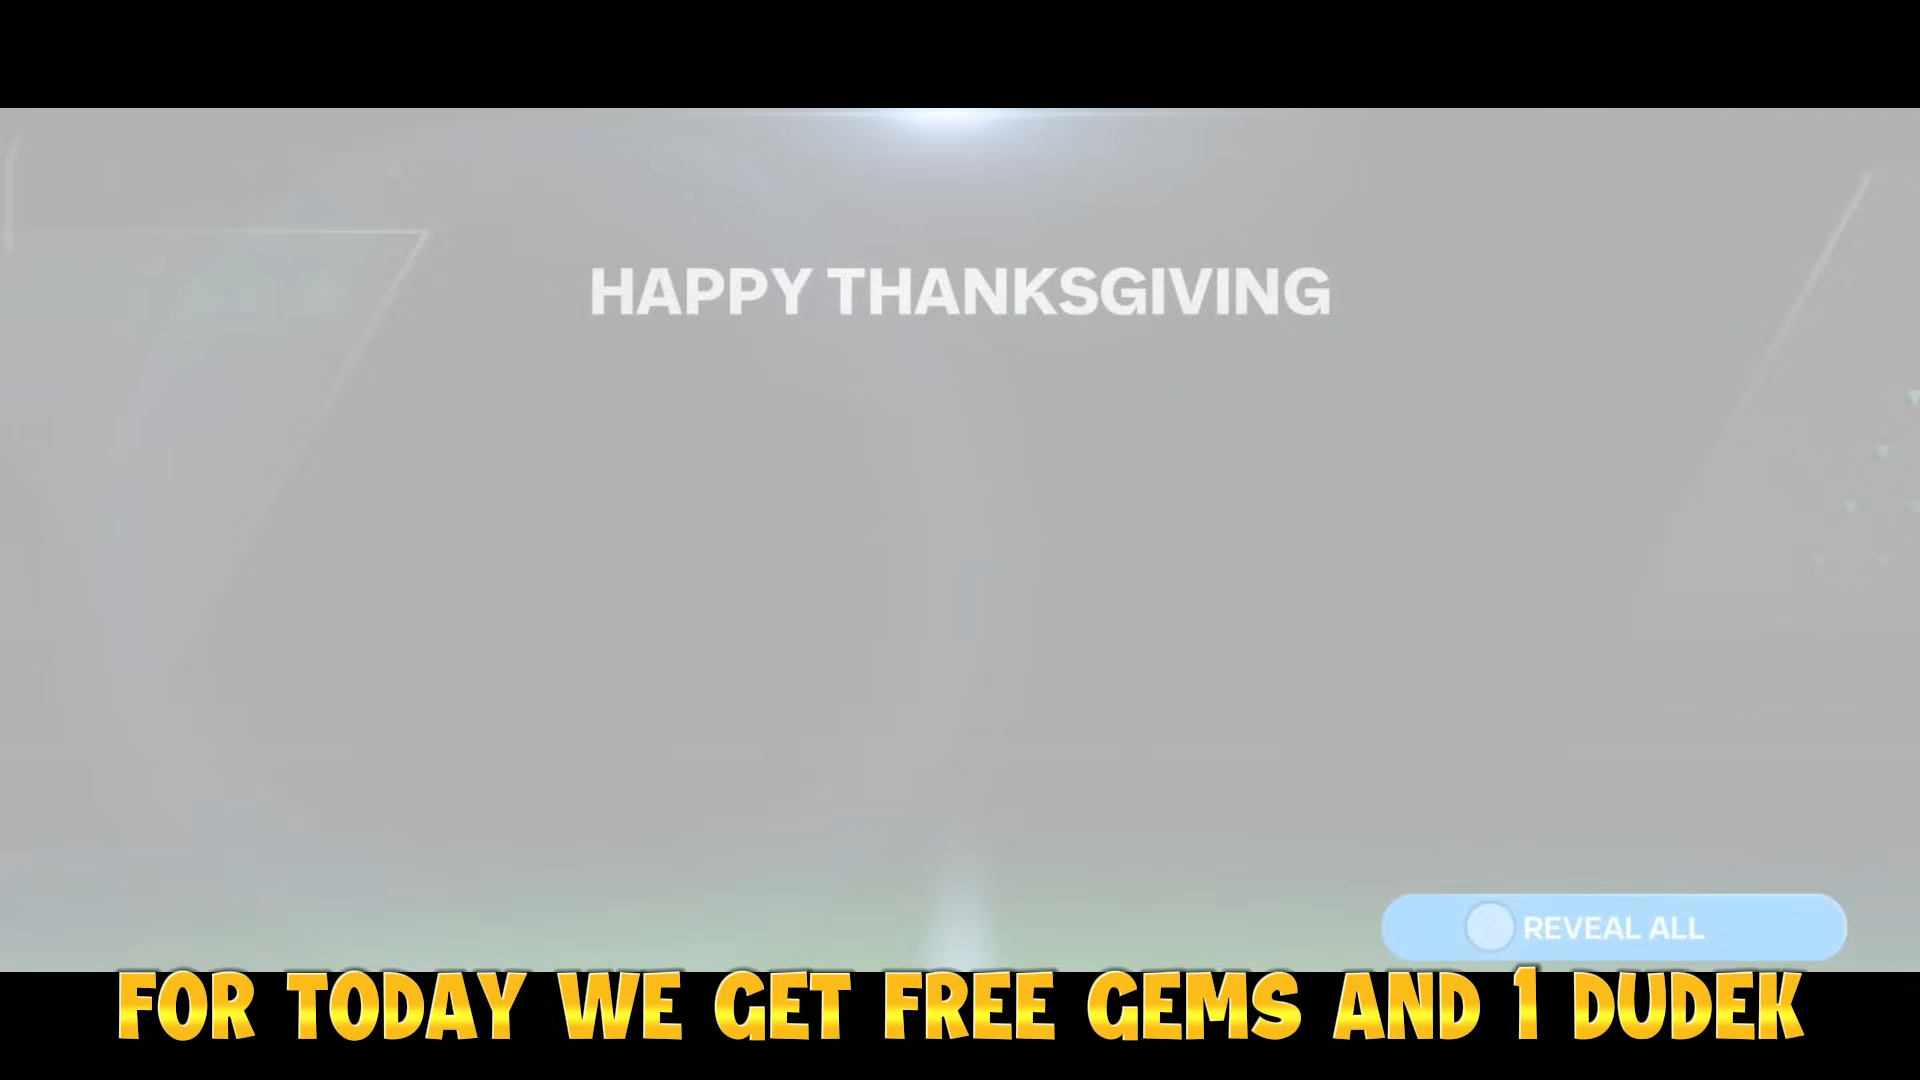 HAPPY THANKSGIVING
REVEAL ALL
FOR TODAY WE GET FREE GEMS AND 1 DUDEK